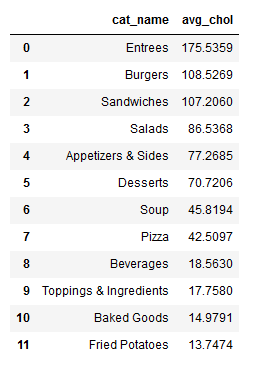 cat_name avg_chol
0 Entrees 175.5359
1 Burgers 108.5269
2 Sandwiches 107.2060
3 Salads 86.5368
4 Appetizers & Sides 77.2685
5 Desserts 70.7206
6 Soup 45.8194
7 Pizza 42.5097
8 Beverages 18.5630
9 Toppings & Ingredients 17.7580
10 Baked Goods 14.9791
11 Fried Potatoes 13.7474